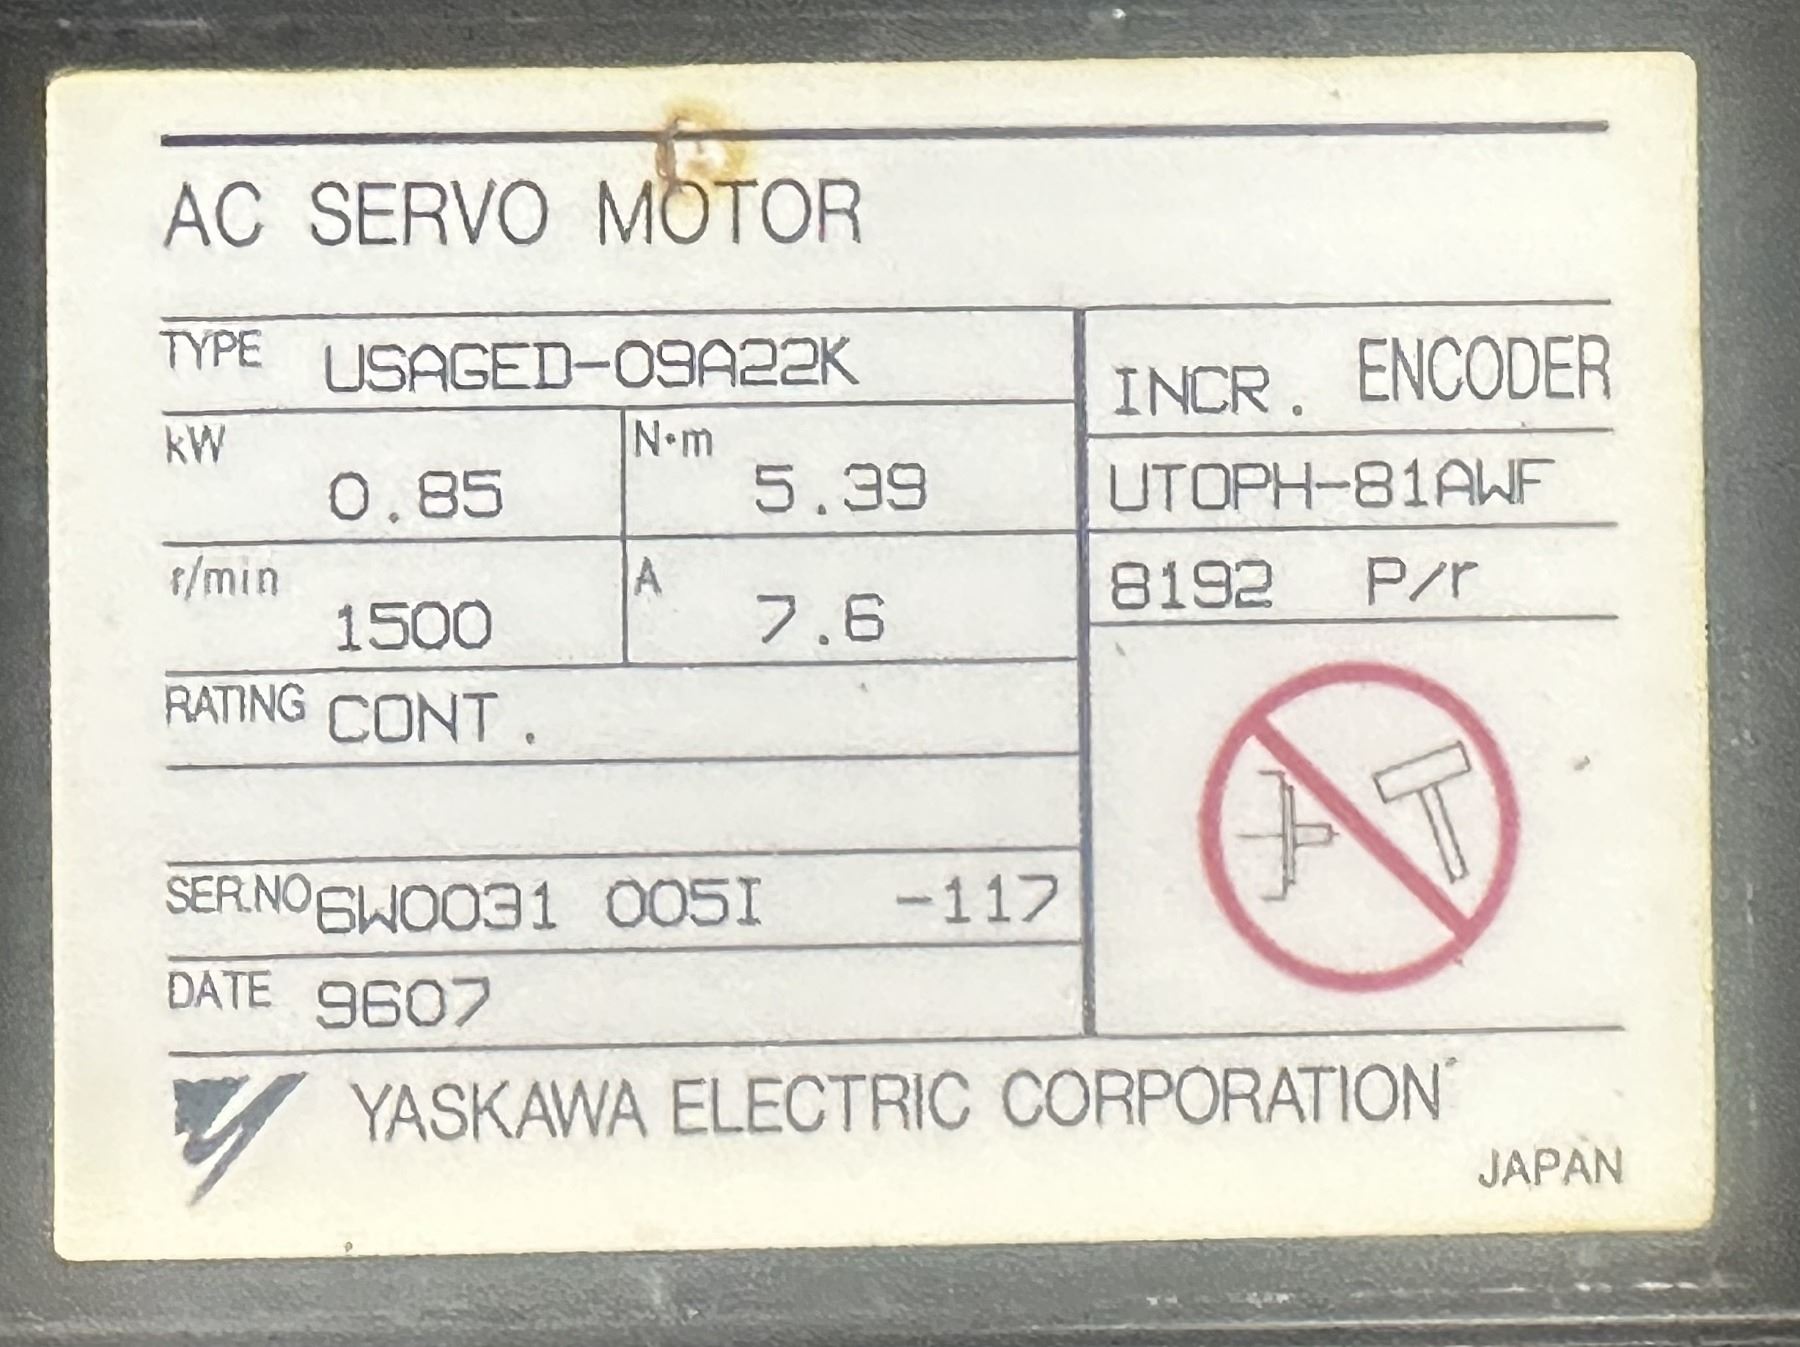 AC SERVO MOTOR
TYPE USAGED-09A22K
kW 0.85 N·m 5.39
r/min 1500 A 7.6
RATING CONT.
SER.NO 6W0031 005I -117
DATE 9607
INCR. ENCODER
UTOPH-81AWF
8192 P/r
YASKAWA ELECTRIC CORPORATION
JAPAN